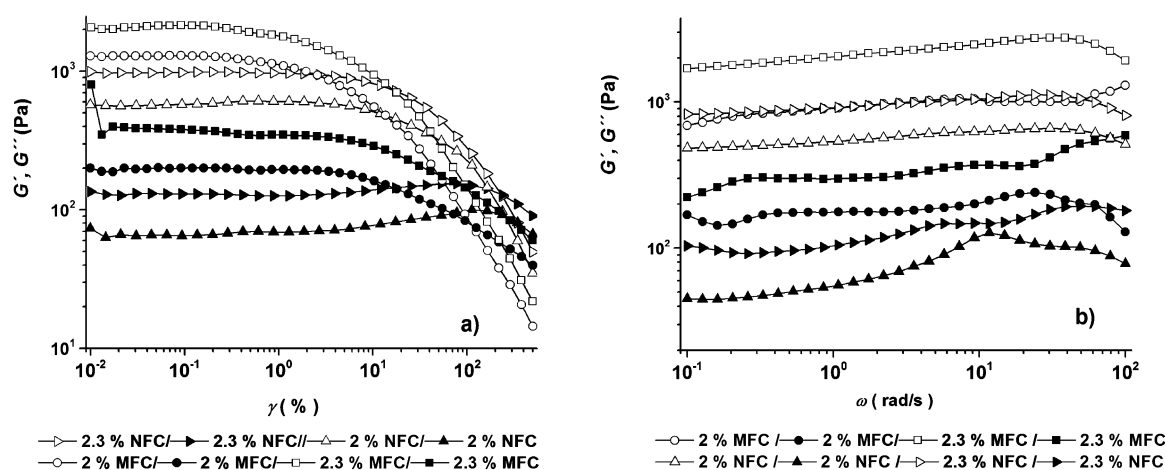 G´, G´´ (Pa)
10³
10²
10¹
10⁻²
10⁻¹
10⁰
10¹
10²
γ ( % )
a)
2.3 % NFC/ 2.3 % NFC// 2 % NFC/ 2 % NFC
2 % MFC/ 2 % MFC/ 2.3 % MFC/ 2.3 % MFC
G´, G´´ (Pa)
10³
10²
10⁻¹
10⁰
10¹
10²
ω ( rad/s )
b)
2 % MFC / 2 % MFC / 2.3 % MFC / 2.3 % MFC
2 % NFC / 2 % NFC / 2.3 % NFC / 2.3 % NFC